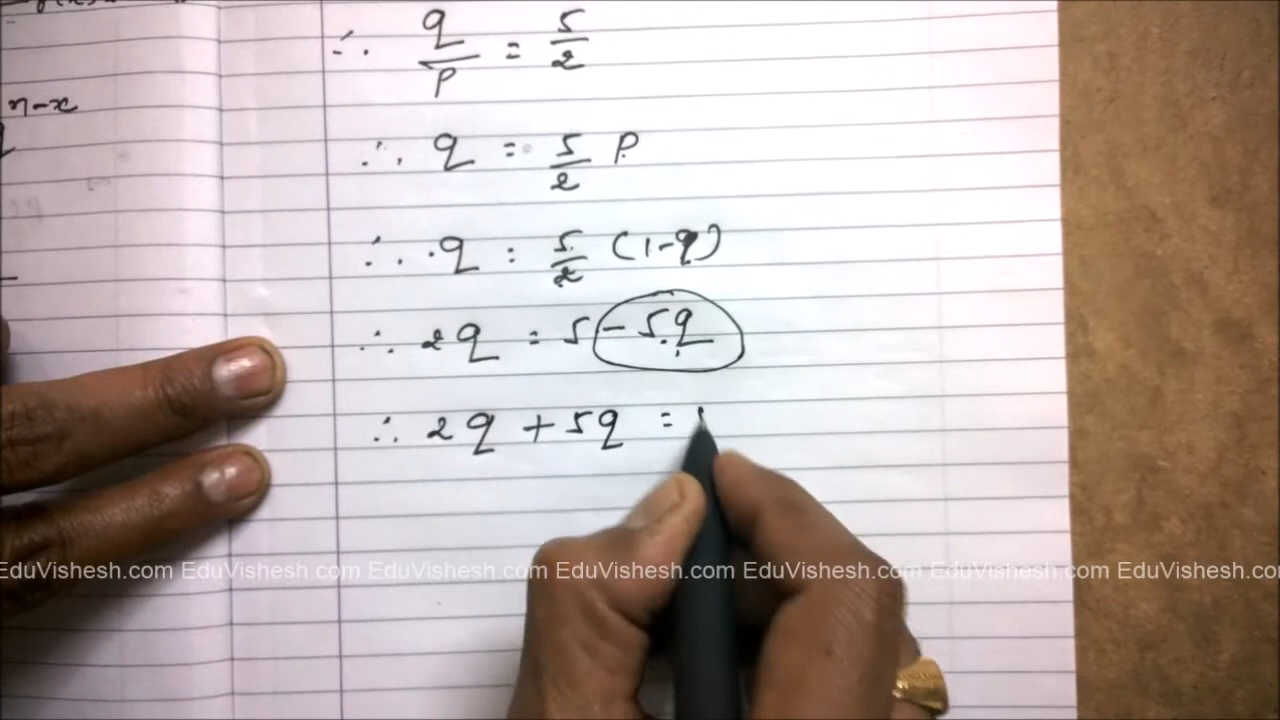 n-x
∴ q/p = 5/2
∴ q = 5/2 P
∴ q = 5/2 (1-q)
∴ 2q = 5 - 5q
∴ 2q + 5q =
EduVishesh.com EduVishesh.com EduVishesh.com EduVishesh.com EduVishesh.com EduVishesh.com EduVishesh.com